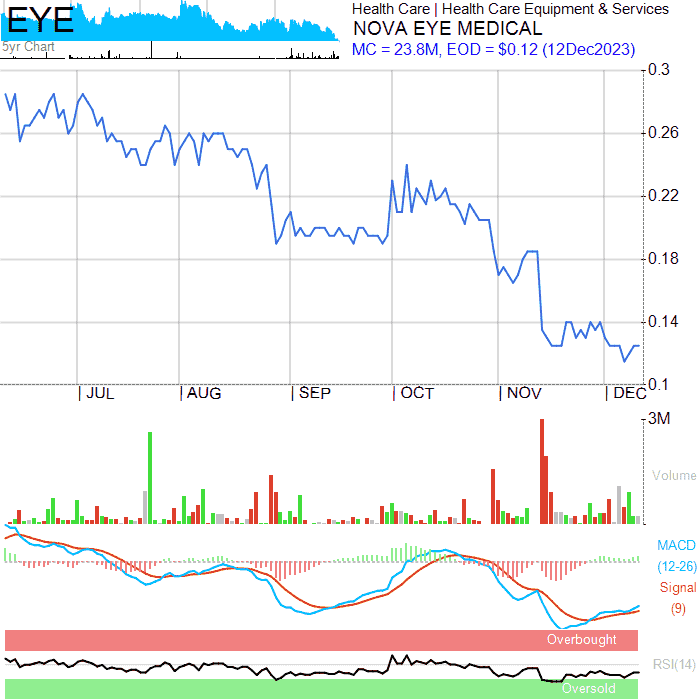 EYE
5yr Chart
Health Care | Health Care Equipment & Services
NOVA EYE MEDICAL
MC = 23.8M, EOD = $0.12 (12Dec2023)
0.3
0.26
0.22
0.18
0.14
0.1
| JUL | AUG | SEP | OCT | NOV | DEC
3M
Volume
MACD
(12-26)
Signal
(9)
Overbought
RSI(14)
Oversold